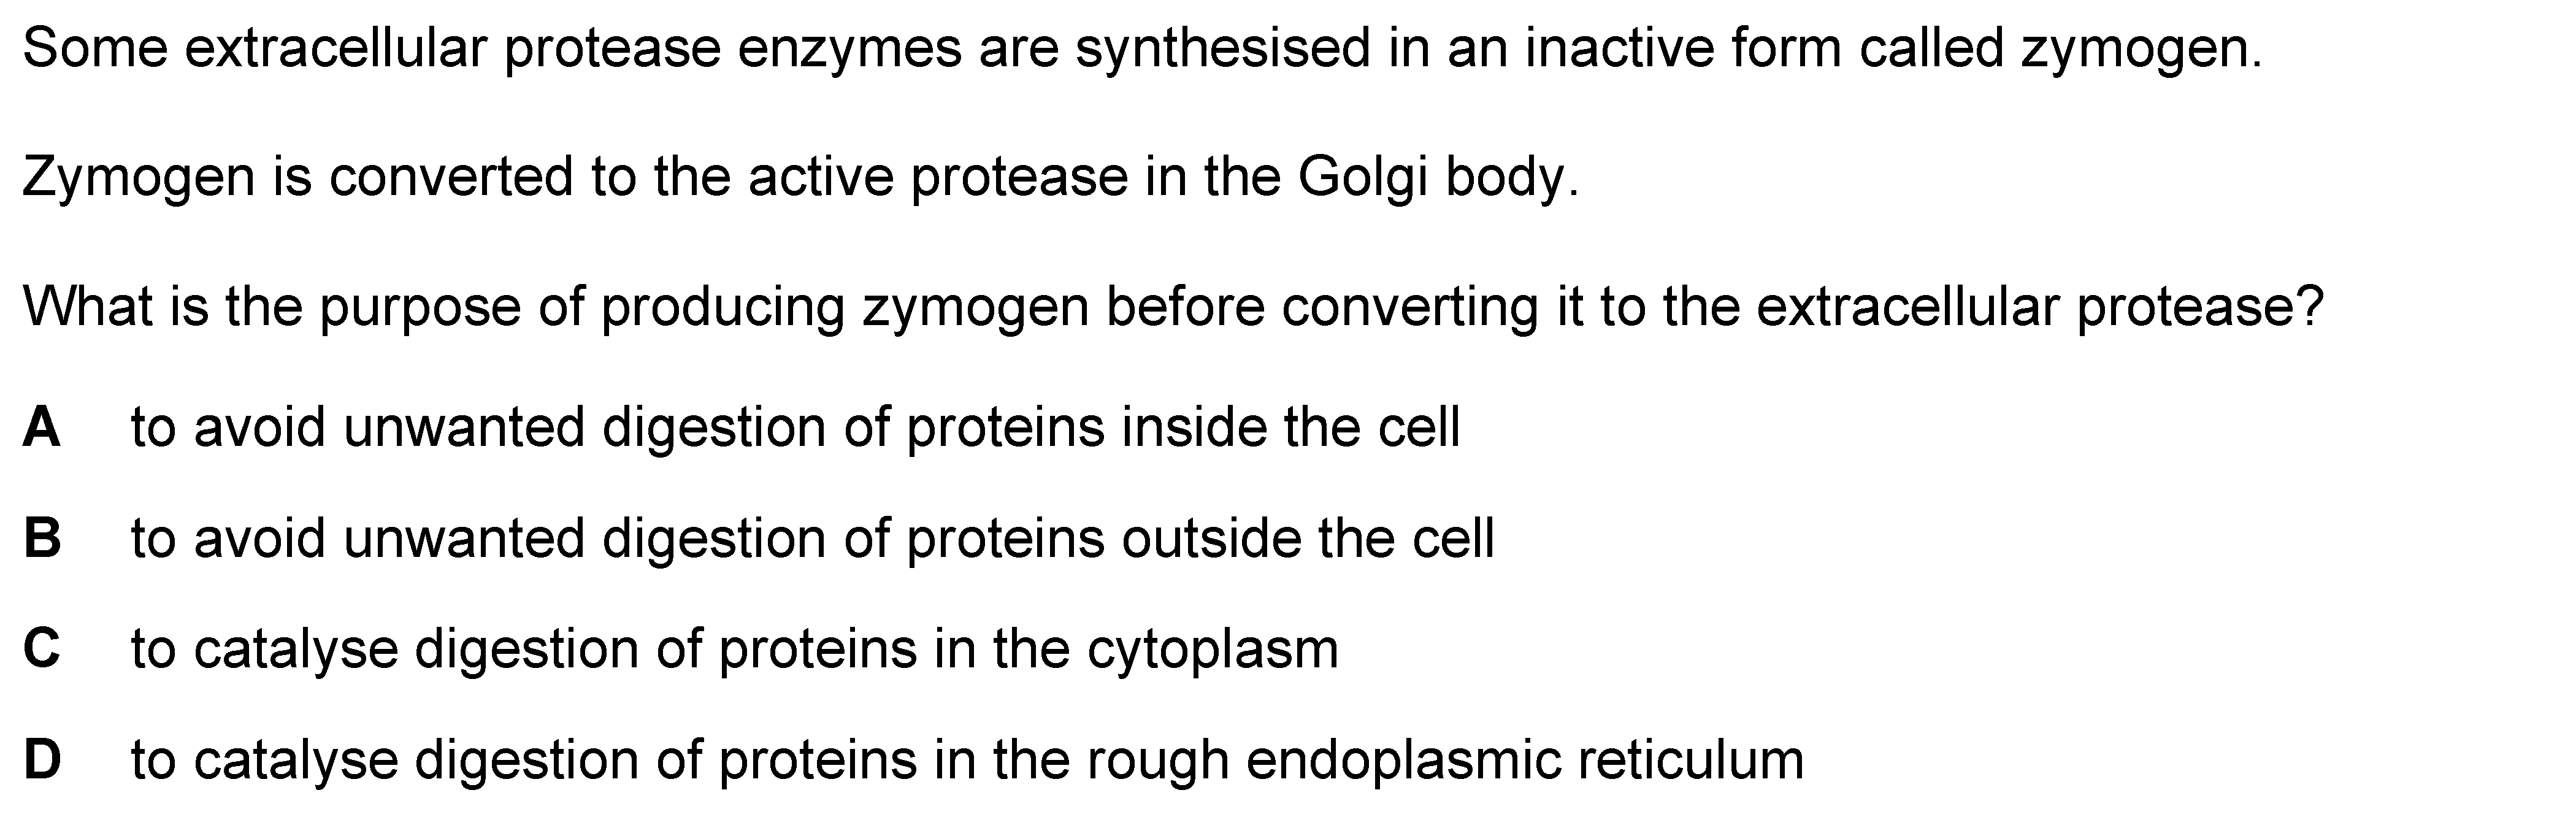 Some extracellular protease enzymes are synthesised in an inactive form called zymogen.
Zymogen is converted to the active protease in the Golgi body.
What is the purpose of producing zymogen before converting it to the extracellular protease?
A to avoid unwanted digestion of proteins inside the cell
B to avoid unwanted digestion of proteins outside the cell
C to catalyse digestion of proteins in the cytoplasm
D to catalyse digestion of proteins in the rough endoplasmic reticulum